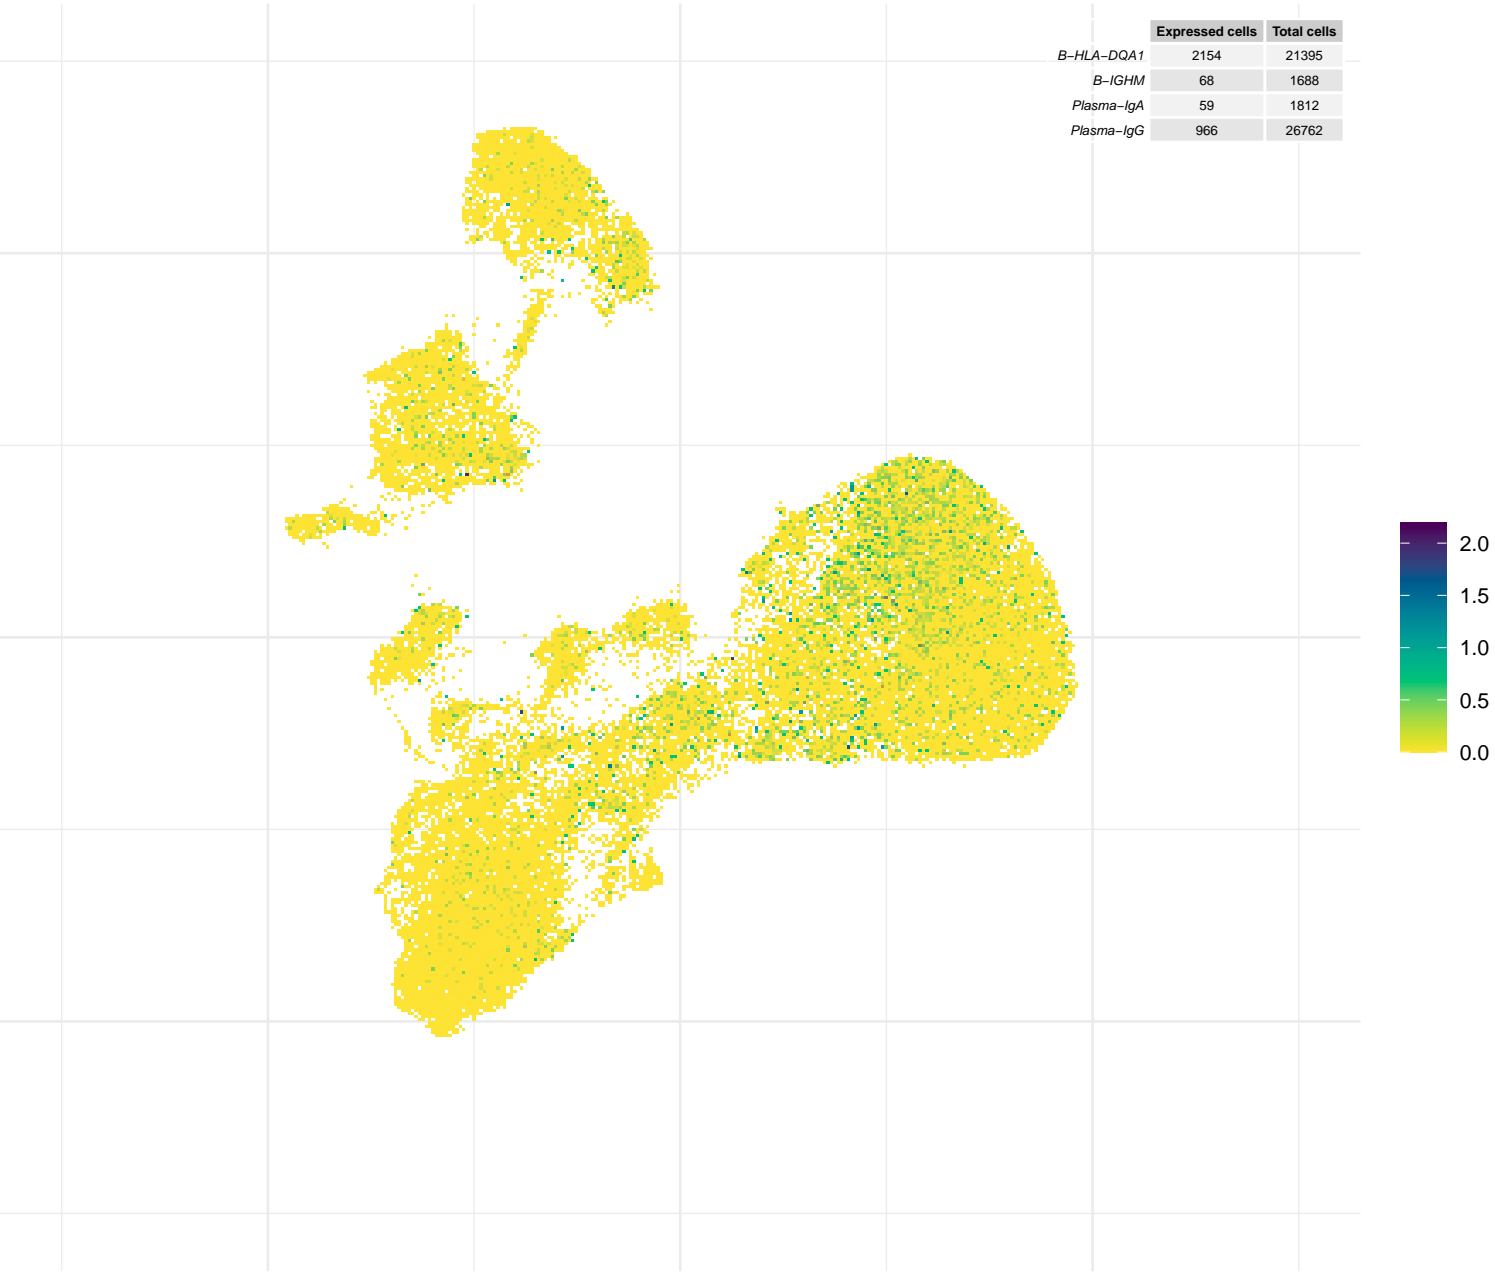 Expressed cells Total cells
B−HLA−DQA1 2154 21395
B−IGHM 68 1688
Plasma−IgA 59 1812
Plasma−IgG 966 26762
2.0
1.5
1.0
0.5
0.0